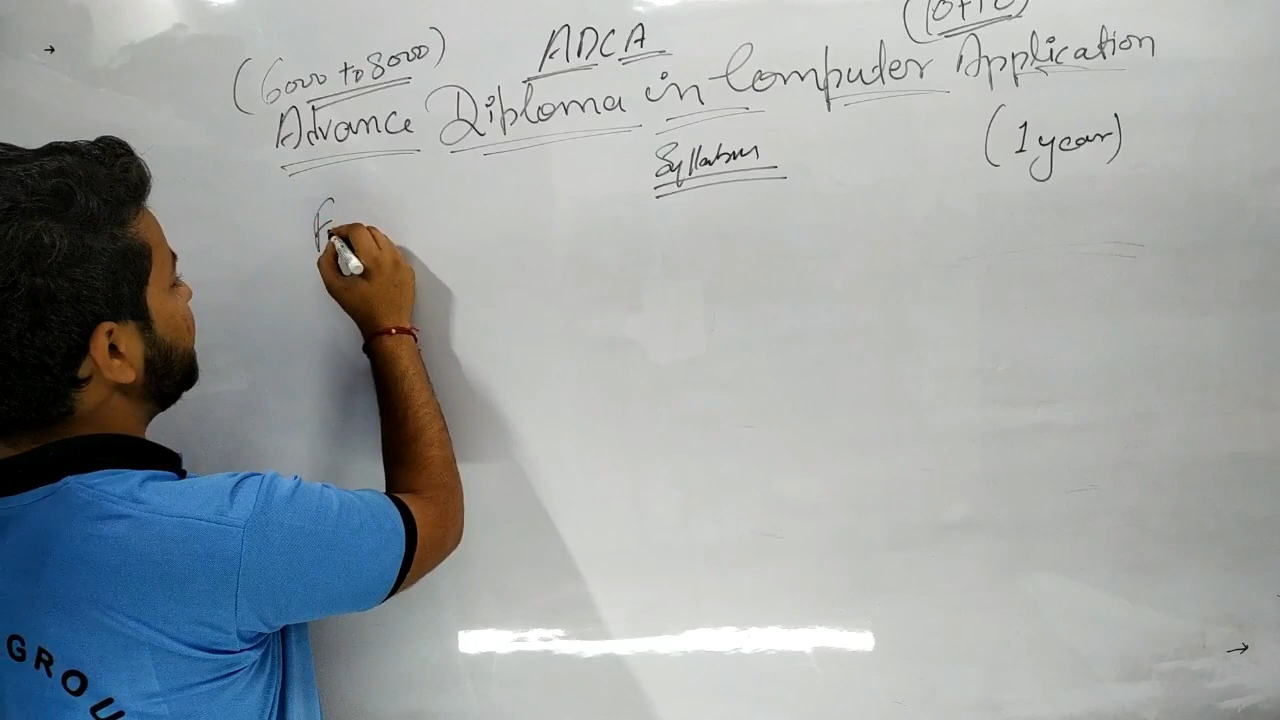 ADCA
(6000 to 8000)
Advance Diploma in Computer Application
Syllabus
(1 year)
F
GROU